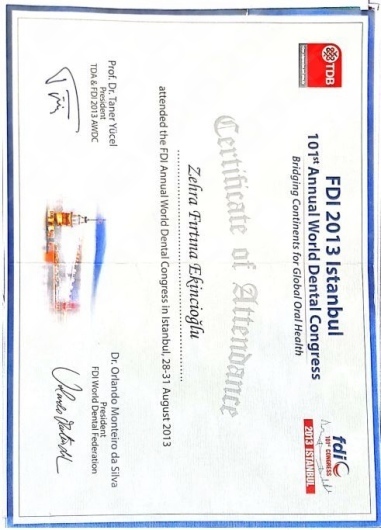 TDB
FDI 2013 Istanbul
101st Annual World Dental Congress
Bridging Continents for Global Oral Health
fdi
101st CONGRESS
2013 ISTANBUL
Certificate of Attendance
Zehra Fırtına Ekincioğlu
attended the FDI Annual World Dental Congress in Istanbul, 28-31 August 2013
Prof. Dr. Taner Yücel
President
TDA & FDI 2013 AWDC
Dr. Orlando Monteiro da Silva
President
FDI World Dental Federation